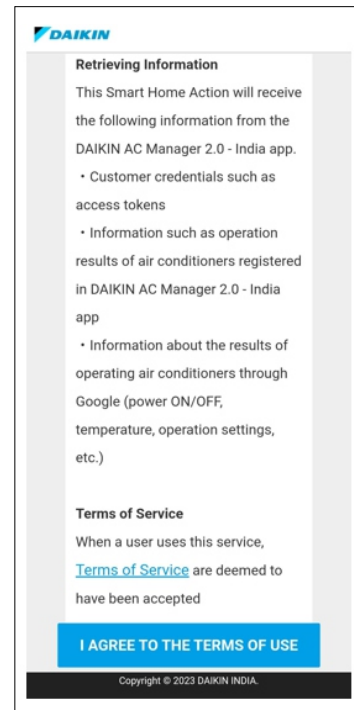 DAIKIN
Retrieving Information
This Smart Home Action will receive
the following information from the
DAIKIN AC Manager 2.0 - India app.
・Customer credentials such as
access tokens
・Information such as operation
results of air conditioners registered
in DAIKIN AC Manager 2.0 - India
app
・Information about the results of
operating air conditioners through
Google (power ON/OFF,
temperature, operation settings,
etc.)
Terms of Service
When a user uses this service,
Terms of Service are deemed to
have been accepted
I AGREE TO THE TERMS OF USE
Copyright © 2023 DAIKIN INDIA.